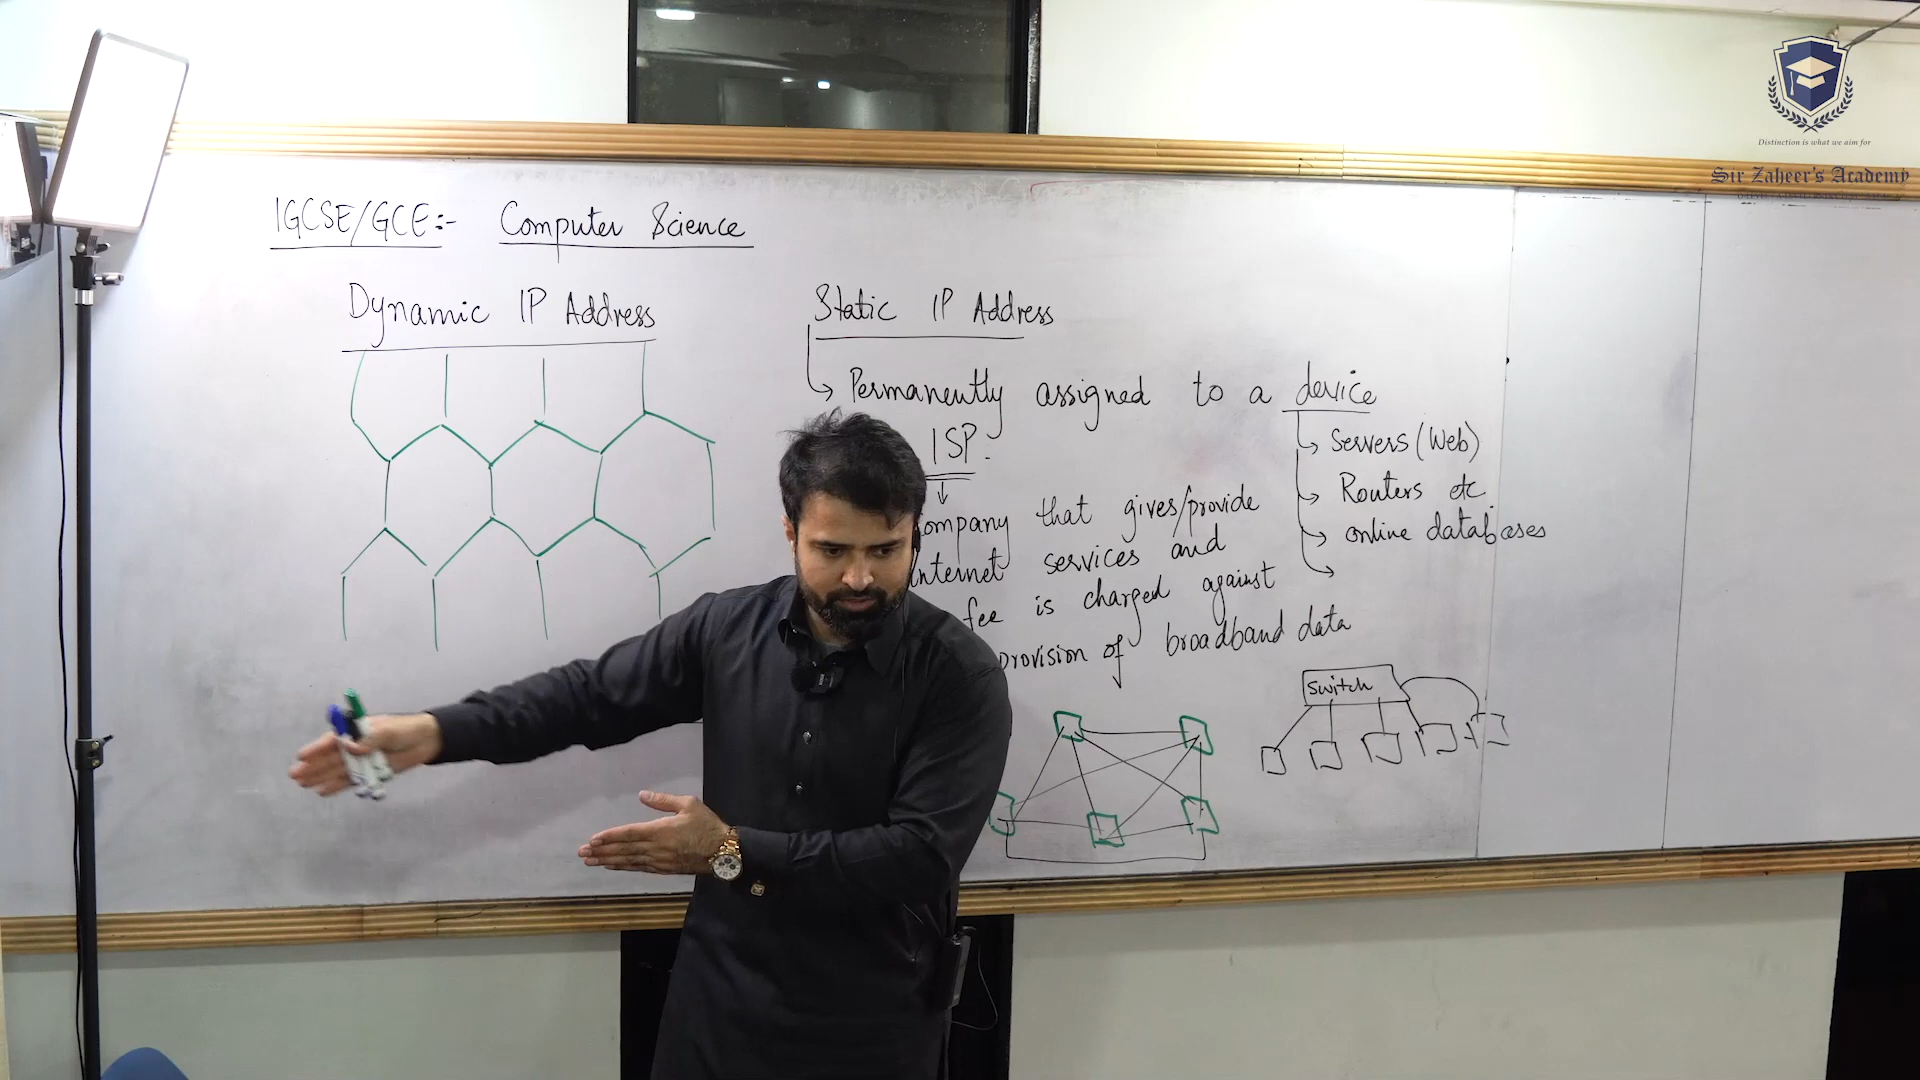 Distinction is what we aim for
Sir Zaheer's Academy
IGCSE/GCE:- Computer Science
Dynamic IP Address
Static IP Address
Permanently assigned to a device
ISP.
company that gives/provide
internet services and
fee is charged against
provision of broadband data
Servers (Web)
Routers etc
online databases
Switch